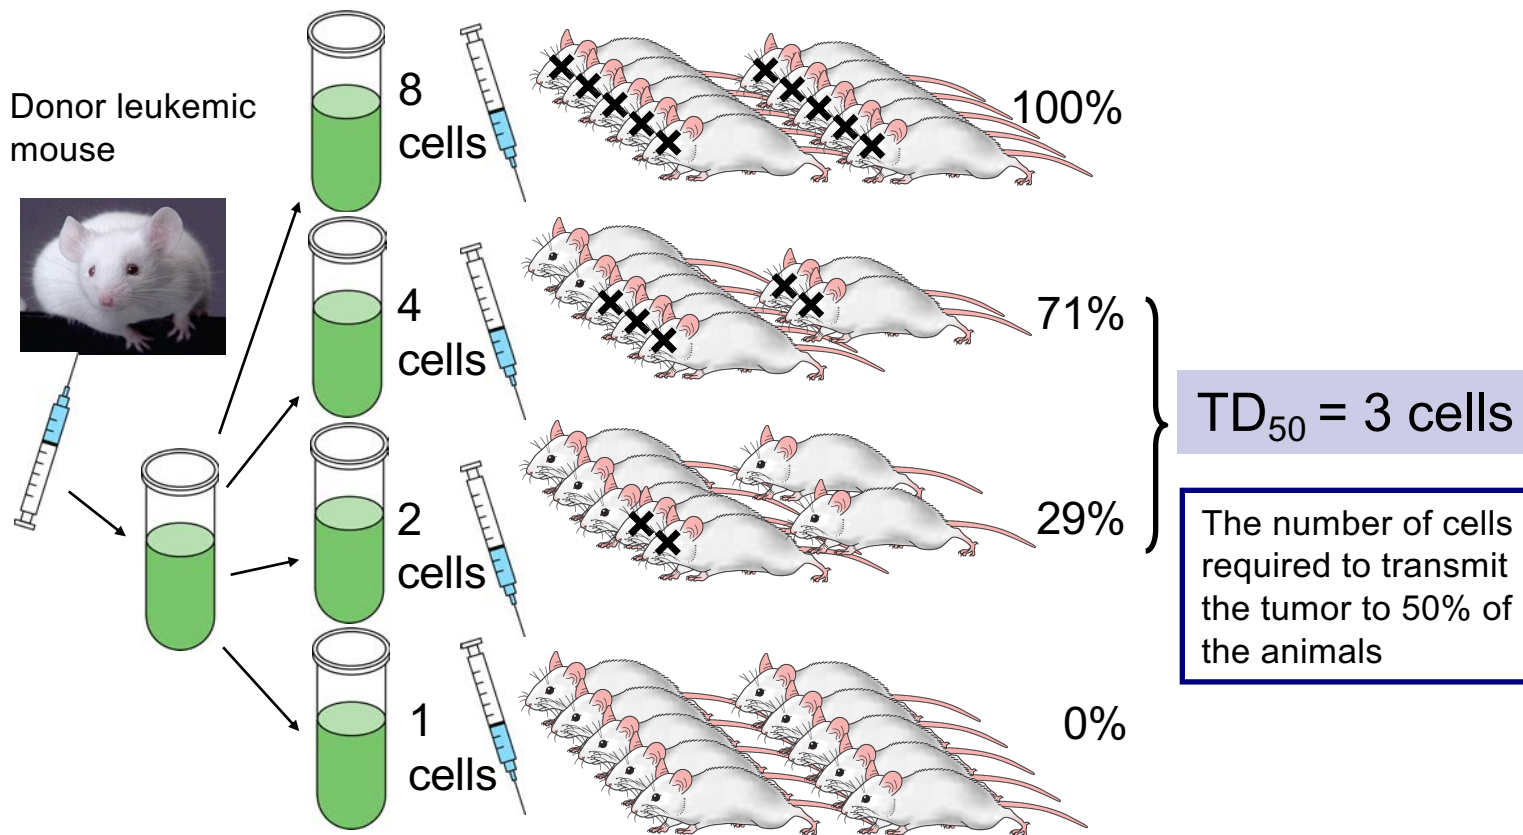 Donor leukemic
mouse
8
cells
100%
4
cells
71%
2
cells
29%
1
cells
0%
TD50 = 3 cells
The number of cells
required to transmit
the tumor to 50% of
the animals